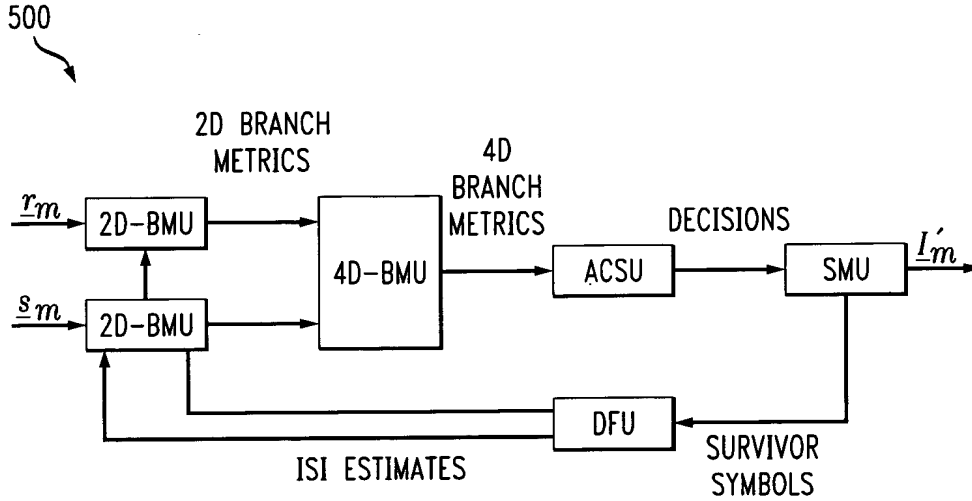 500
2D BRANCH
METRICS
4D
BRANCH
METRICS
DECISIONS
r_m
2D-BMU
4D-BMU
ACSU
SMU
I'_m
s_m
2D-BMU
DFU
ISI ESTIMATES
SURVIVOR
SYMBOLS